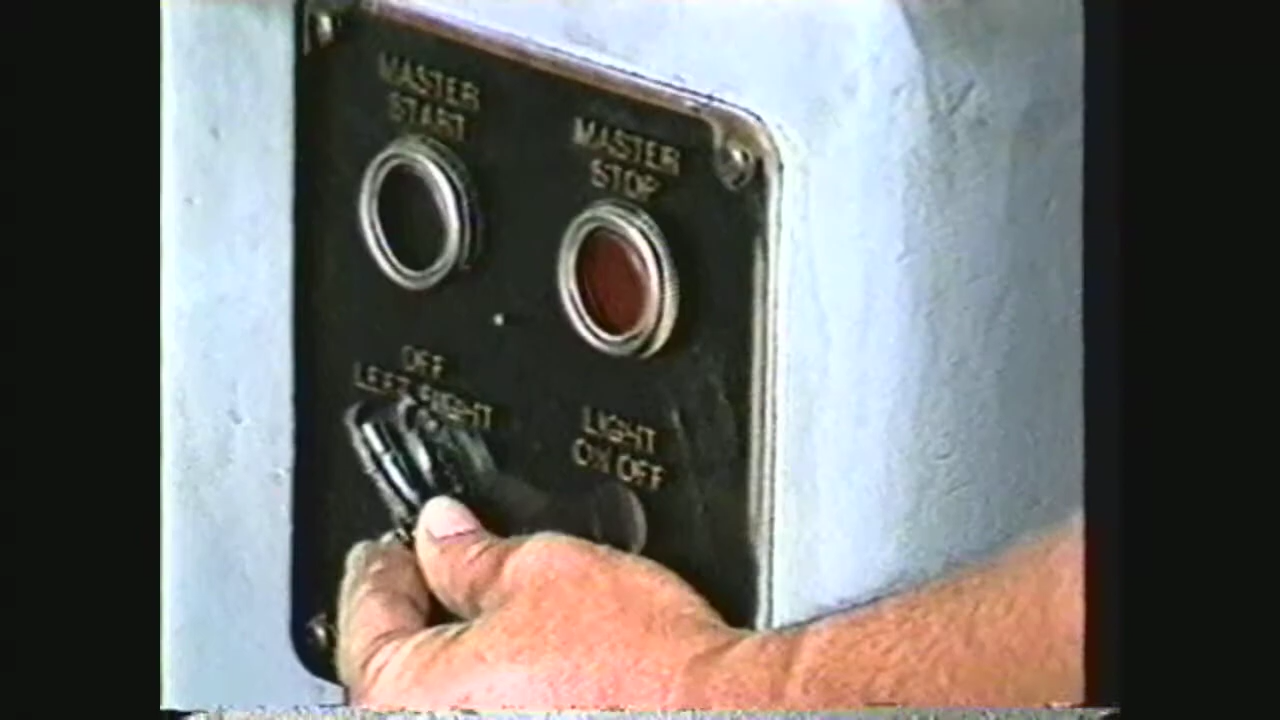 MASTER
START
MASTER
STOP
OFF
LEFT RIGHT
LIGHT
ON OFF